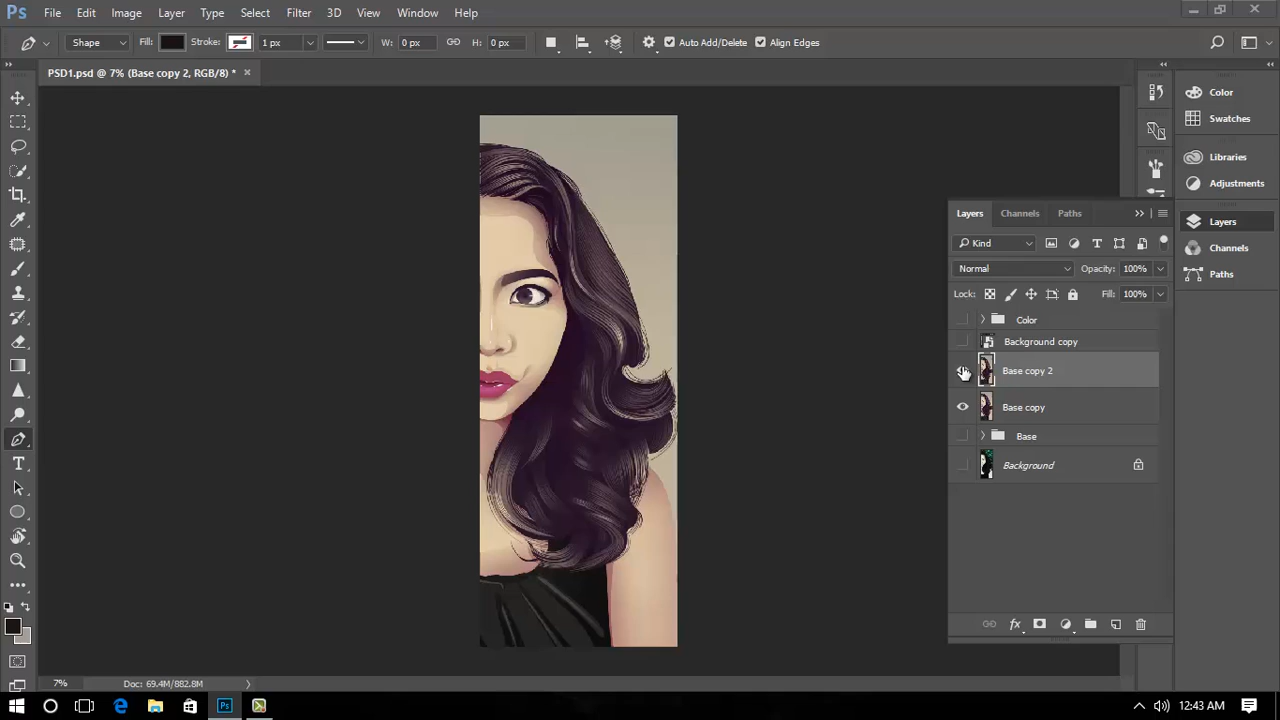 Ps File Edit Image Layer Type Select Filter 3D View Window Help
Shape Fill: Stroke: 1 px W: 0 px H: 0 px Auto Add/Delete Align Edges
PSD1.psd @ 7% (Base copy 2, RGB/8) * ×
Color
Swatches
Libraries
Adjustments
Layers
Channels
Paths
Layers Channels Paths
Kind
Normal Opacity: 100%
Lock: Fill: 100%
Color
Background copy
Base copy 2
Base copy
Base
Background
fx
7% Doc: 69.4M/882.8M
Ps 12:43 AM